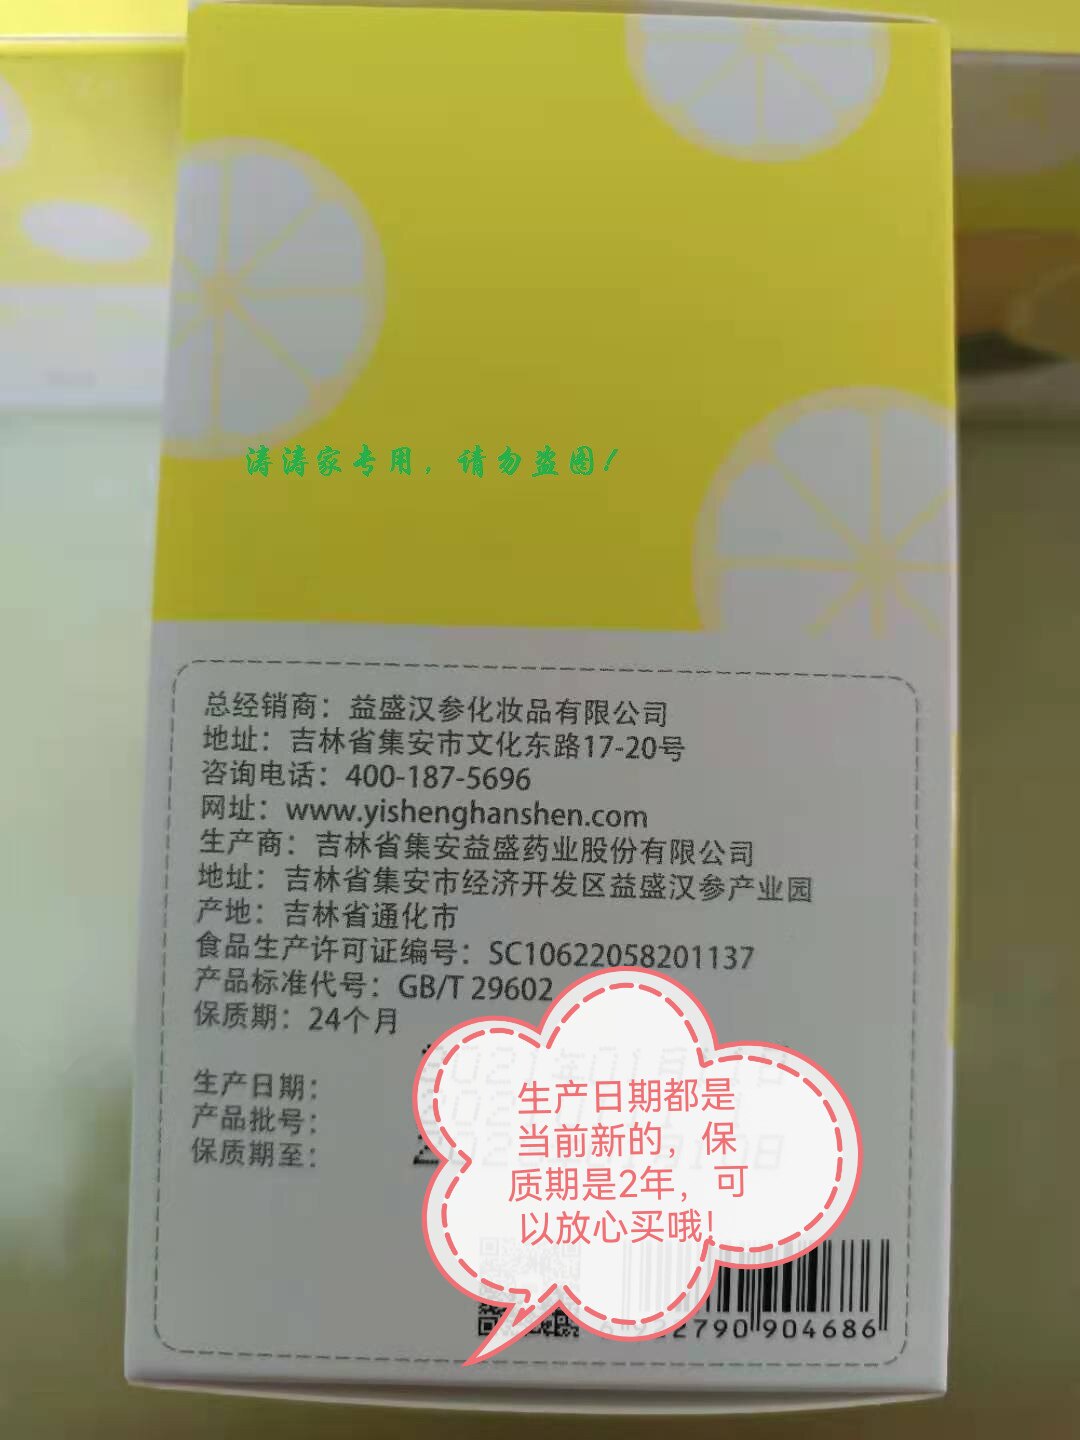 涛涛家专用，请勿盗图！
总经销商：益盛汉参化妆品有限公司
地址：吉林省集安市文化东路17-20号
咨询电话：400-187-5696
网址：www.yishenghanshen.com
生产商：吉林省集安益盛药业股份有限公司
地址：吉林省集安市经济开发区益盛汉参产业园
产地：吉林省通化市
食品生产许可证编号：SC10622058201137
产品标准代号：GB/T 29602
保质期：24个月
生产日期：
产品批号：
保质期至：
生产日期都是
当前新的，保
质期是2年，可
以放心买哦！
6 922790 904686